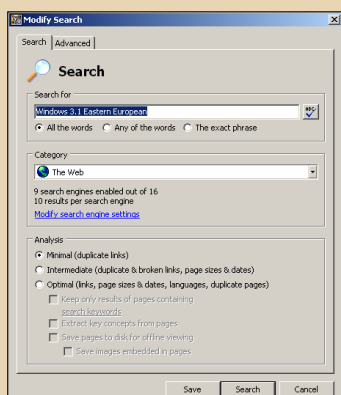 Modify Search
Search Advanced
Search
Search for
Windows 3.1 Eastern European
ABC
All the words Any of the words The exact phrase
Category
The Web
9 search engines enabled out of 16
10 results per search engine
Modify search engine settings
Analysis
Minimal (duplicate links)
Intermediate (duplicate & broken links, page sizes & dates)
Optimal (links, page sizes & dates, languages, duplicate pages)
Keep only results of pages containing
search keywords
Extract key concepts from pages
Save pages to disk for offline viewing
Save images embedded in pages
Save Search Cancel